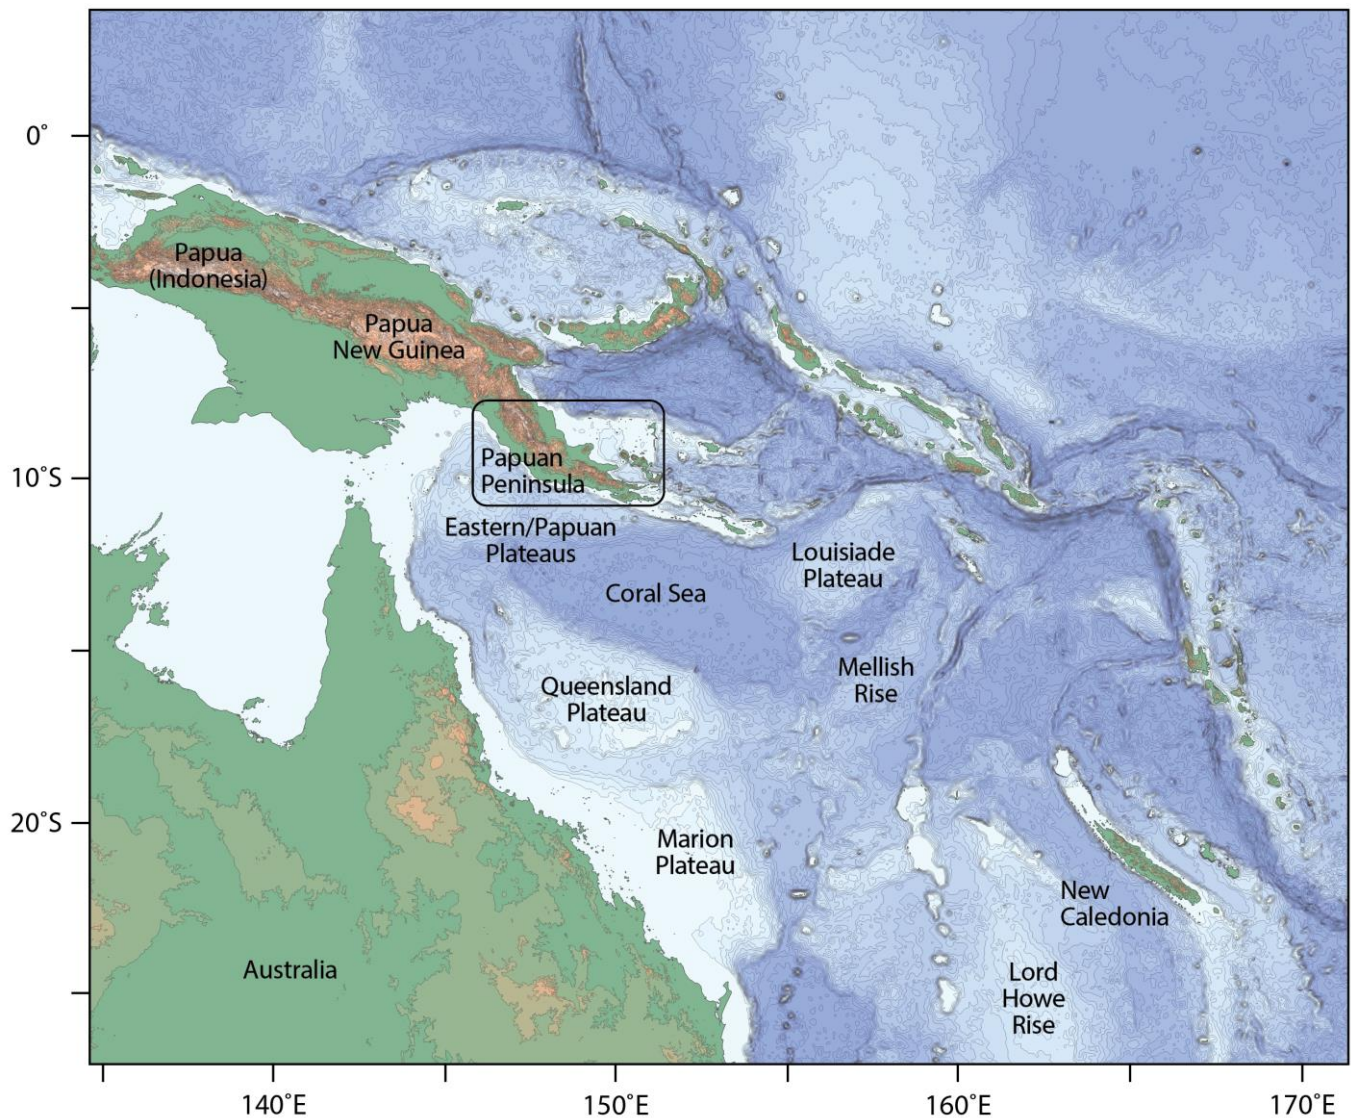 0˚
Papua
(Indonesia)
Papua
New Guinea
10˚S
Papuan
Peninsula
Eastern/Papuan
Plateaus
Louisiade
Plateau
Coral Sea
Mellish
Rise
Queensland
Plateau
20˚S
Marion
Plateau
New
Caledonia
Australia
Lord
Howe
Rise
140˚E
150˚E
160˚E
170˚E